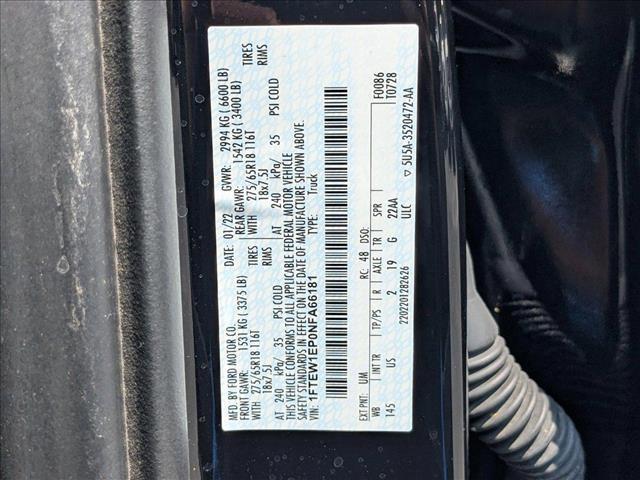 MFD. BY FORD MOTOR CO.
DATE: 01/22 GVWR: 2994 KG ( 6600 LB)
FRONT GAWR: 1531 KG ( 3375 LB) REAR GAWR: 1542 KG ( 3400 LB)
WITH 275/65R18 116T TIRES WITH 275/65R18 116T TIRES
18x7.5J RIMS 18x7.5J RIMS
AT 240 kPa/ 35 PSI COLD AT 240 kPa/ 35 PSI COLD
THIS VEHICLE CONFORMS TO ALL APPLICABLE FEDERAL MOTOR VEHICLE
SAFETY STANDARDS IN EFFECT ON THE DATE OF MANUFACTURE SHOWN ABOVE.
VIN: 1FTEW1EP0NFA66181 TYPE: Truck
F0086
T0728
EXT PNT: UM RC: 48 DSO:
WB INT TR TP/PS R AXLE TR SPR
145 US 2 L9 G 22AA
ULC
2202201282626 ▽ 5U5A-3520472-AA